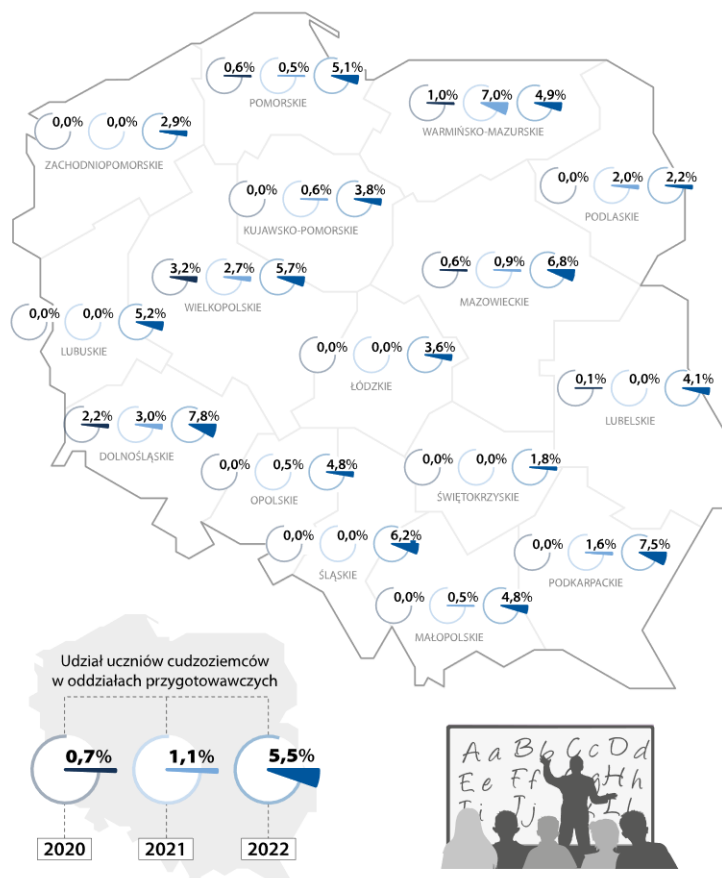 0,6% 0,5% 5,1%
POMORSKIE
1,0% 7,0% 4,9%
WARMIŃSKO-MAZURSKIE
0,0% 0,0% 2,9%
ZACHODNIOPOMORSKIE
0,0% 2,0% 2,2%
PODLASKIE
0,0% 0,6% 3,8%
KUJAWSKO-POMORSKIE
3,2% 2,7% 5,7%
WIELKOPOLSKIE
0,6% 0,9% 6,8%
MAZOWIECKIE
0,0% 0,0% 5,2%
LUBUSKIE
0,0% 0,0% 3,6%
ŁÓDZKIE
0,1% 0,0% 4,1%
LUBELSKIE
2,2% 3,0% 7,8%
DOLNOŚLĄSKIE
0,0% 0,5% 4,8%
OPOLSKIE
0,0% 0,0% 1,8%
ŚWIĘTOKRZYSKIE
0,0% 0,0% 6,2%
ŚLĄSKIE
0,0% 1,6% 7,5%
PODKARPACKIE
0,0% 0,5% 4,8%
MAŁOPOLSKIE
Udział uczniów cudzoziemców
w oddziałach przygotowawczych
0,7% 1,1% 5,5%
2020 2021 2022
A a B b C c D d
E e F f g H h
I i J j L l